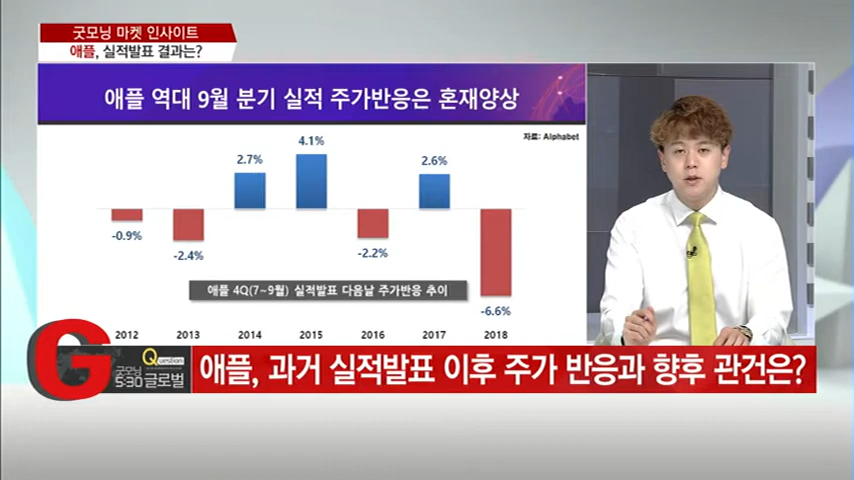 굿모닝 마켓 인사이트
애플, 실적발표 결과는?
애플 역대 9월 분기 실적 주가반응은 혼재양상
자료: Alphabet
4.1%
2.7%
2.6%
-0.9%
-2.4%
-2.2%
-6.6%
애플 4Q(7~9월) 실적발표 다음날 주가반응 추이
2012 2013 2014 2015 2016 2017 2018
G
Question
굿모닝
5:30 글로벌
애플, 과거 실적발표 이후 주가 반응과 향후 관건은?